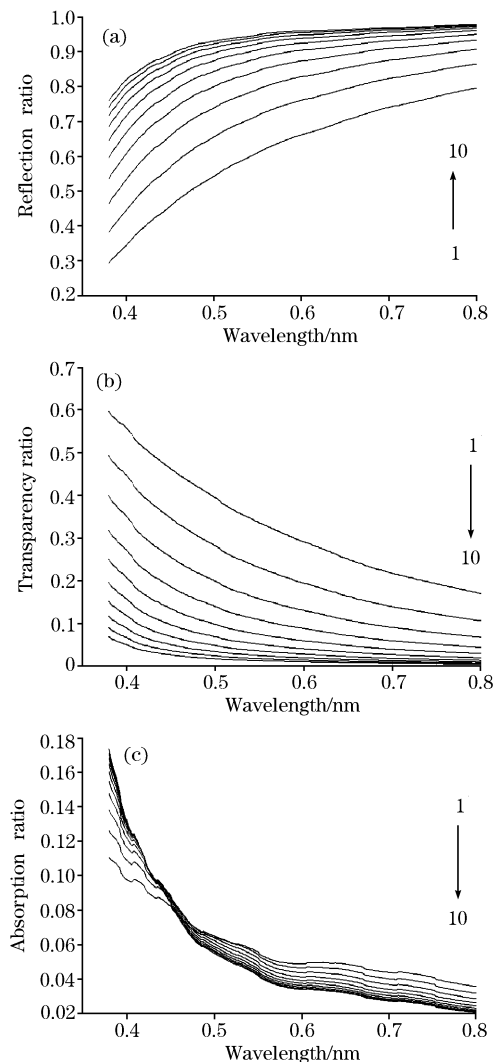 (a)
Reflection ratio
1.0
0.9
0.8
0.7
0.6
0.5
0.4
0.3
0.2
10
1
0.4 0.5 0.6 0.7 0.8
Wavelength/nm
(b)
Transparency ratio
0.7
0.6
0.5
0.4
0.3
0.2
0.1
0
1
10
0.4 0.5 0.6 0.7 0.8
Wavelength/nm
(c)
Absorption ratio
0.18
0.16
0.14
0.12
0.10
0.08
0.06
0.04
0.02
1
10
0.4 0.5 0.6 0.7 0.8
Wavelength/nm